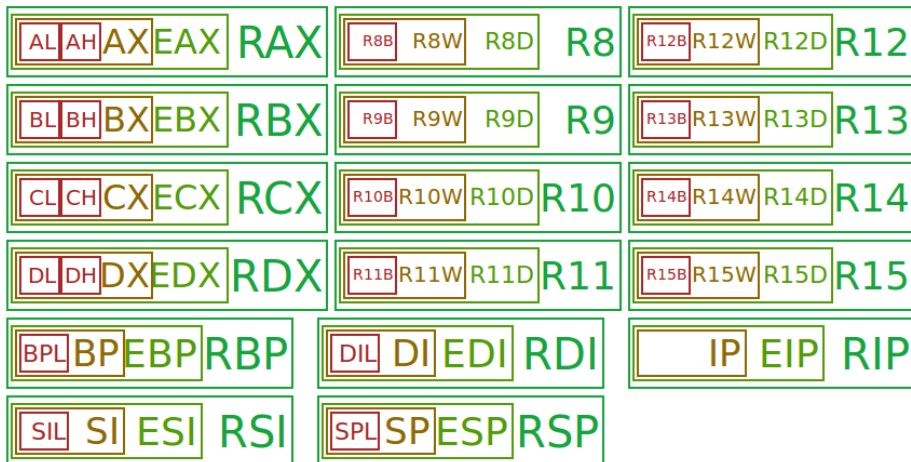 AL AH AX EAX RAX R8B R8W R8D R8 R12B R12W R12D R12
BL BH BX EBX RBX R9B R9W R9D R9 R13B R13W R13D R13
CL CH CX ECX RCX R10B R10W R10D R10 R14B R14W R14D R14
DL DH DX EDX RDX R11B R11W R11D R11 R15B R15W R15D R15
BPL BP EBP RBP DIL DI EDI RDI IP EIP RIP
SIL SI ESI RSI SPL SP ESP RSP